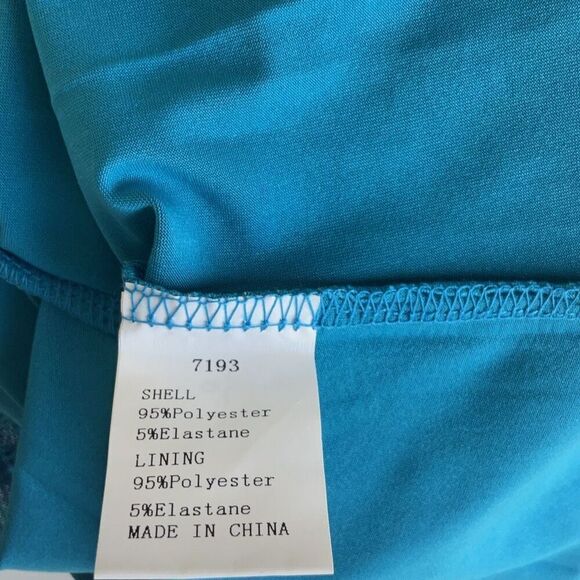 7193
SHELL
95%Polyester
5%Elastane
LINING
95%Polyester
5%Elastane
MADE IN CHINA